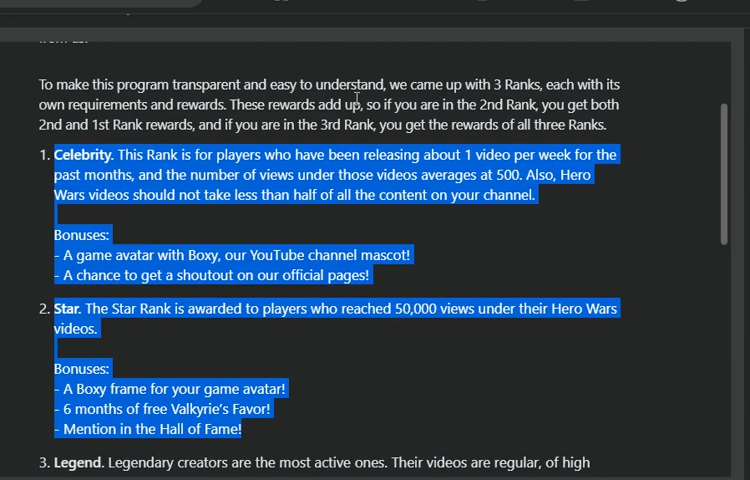 To make this program transparent and easy to understand, we came up with 3 Ranks, each with its
own requirements and rewards. These rewards add up, so if you are in the 2nd Rank, you get both
2nd and 1st Rank rewards, and if you are in the 3rd Rank, you get the rewards of all three Ranks.
1. Celebrity. This Rank is for players who have been releasing about 1 video per week for the
past months, and the number of views under those videos averages at 500. Also, Hero
Wars videos should not take less than half of all the content on your channel.
Bonuses:
- A game avatar with Boxy, our YouTube channel mascot!
- A chance to get a shoutout on our official pages!
2. Star. The Star Rank is awarded to players who reached 50,000 views under their Hero Wars
videos.
Bonuses:
- A Boxy frame for your game avatar!
- 6 months of free Valkyrie's Favor!
- Mention in the Hall of Fame!
3. Legend. Legendary creators are the most active ones. Their videos are regular, of high